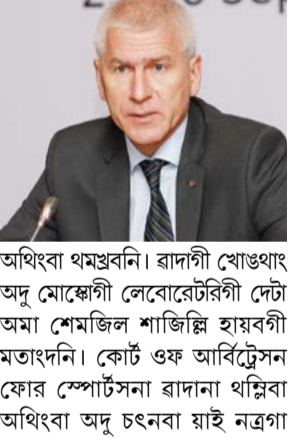 অথিংবা থমখ্রবনি। ৱাদাগী খোঙথাং
অদু মোস্কোগী লেবোরেটরিগী দেটা
অমা শেমজিল শাজিল্লি হায়বগী
মতাংদনি। কোর্ট ওফ আর্বিট্রেসন
ফোর স্পোর্টসনা ৱাদানা থম্লিবা
অথিংবা অদু চৎনবা য়াই নত্রগা